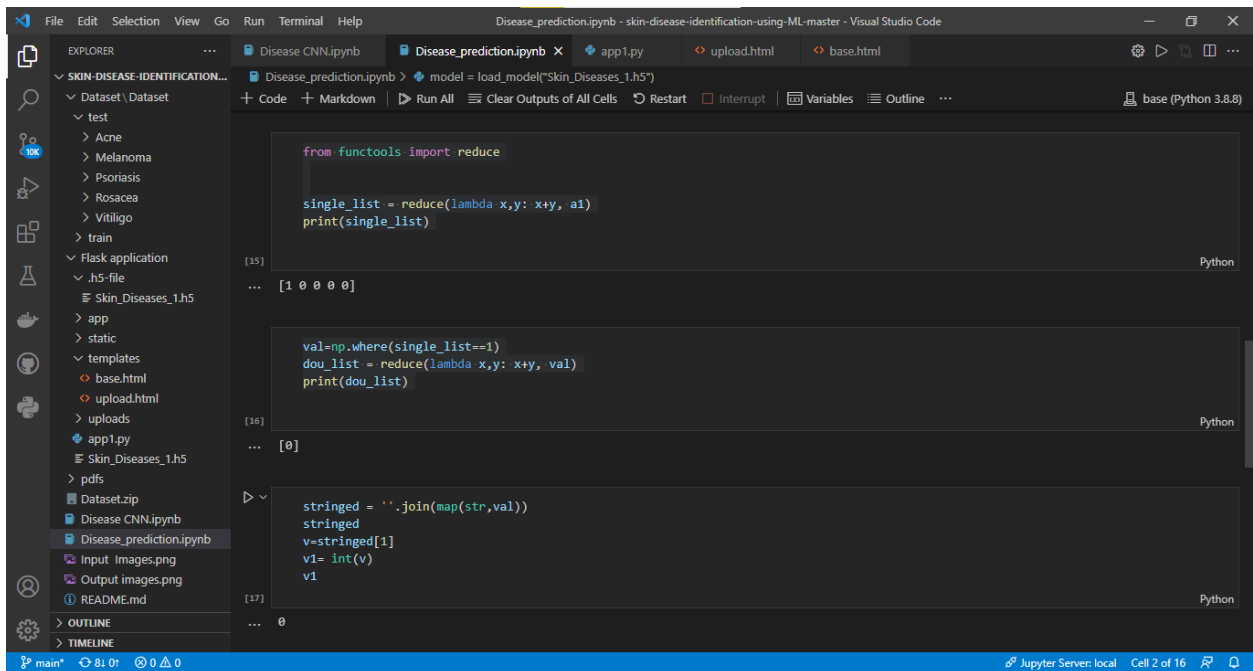 File Edit Selection View Go Run Terminal Help
Disease_prediction.ipynb - skin-disease-identification-using-ML-master - Visual Studio Code
EXPLORER
SKIN-DISEASE-IDENTIFICATION...
Dataset\Dataset
test
Acne
Melanoma
Psoriasis
Rosacea
Vitiligo
train
Flask application
.h5-file
Skin_Diseases_1.h5
app
static
templates
base.html
upload.html
uploads
app1.py
Skin_Diseases_1.h5
pdfs
Dataset.zip
Disease CNN.ipynb
Disease_prediction.ipynb
Input Images.png
Output images.png
README.md
OUTLINE
TIMELINE
10K
Disease CNN.ipynb
Disease_prediction.ipynb
app1.py
upload.html
base.html
Disease_prediction.ipynb > model = load_model("Skin_Diseases_1.h5")
+ Code + Markdown Run All Clear Outputs of All Cells Restart Interrupt Variables Outline ...
base (Python 3.8.8)
from functools import reduce
single_list = reduce(lambda x,y: x+y, a1)
print(single_list)
[15]
Python
... [1 0 0 0 0]
val=np.where(single_list==1)
dou_list = reduce(lambda x,y: x+y, val)
print(dou_list)
[16]
Python
... [0]
stringed = ''.join(map(str,val))
stringed
v=stringed[1]
v1= int(v)
v1
[17]
Python
... 0
main* 8↓ 0↑ 0 0
Jupyter Server: local Cell 2 of 16